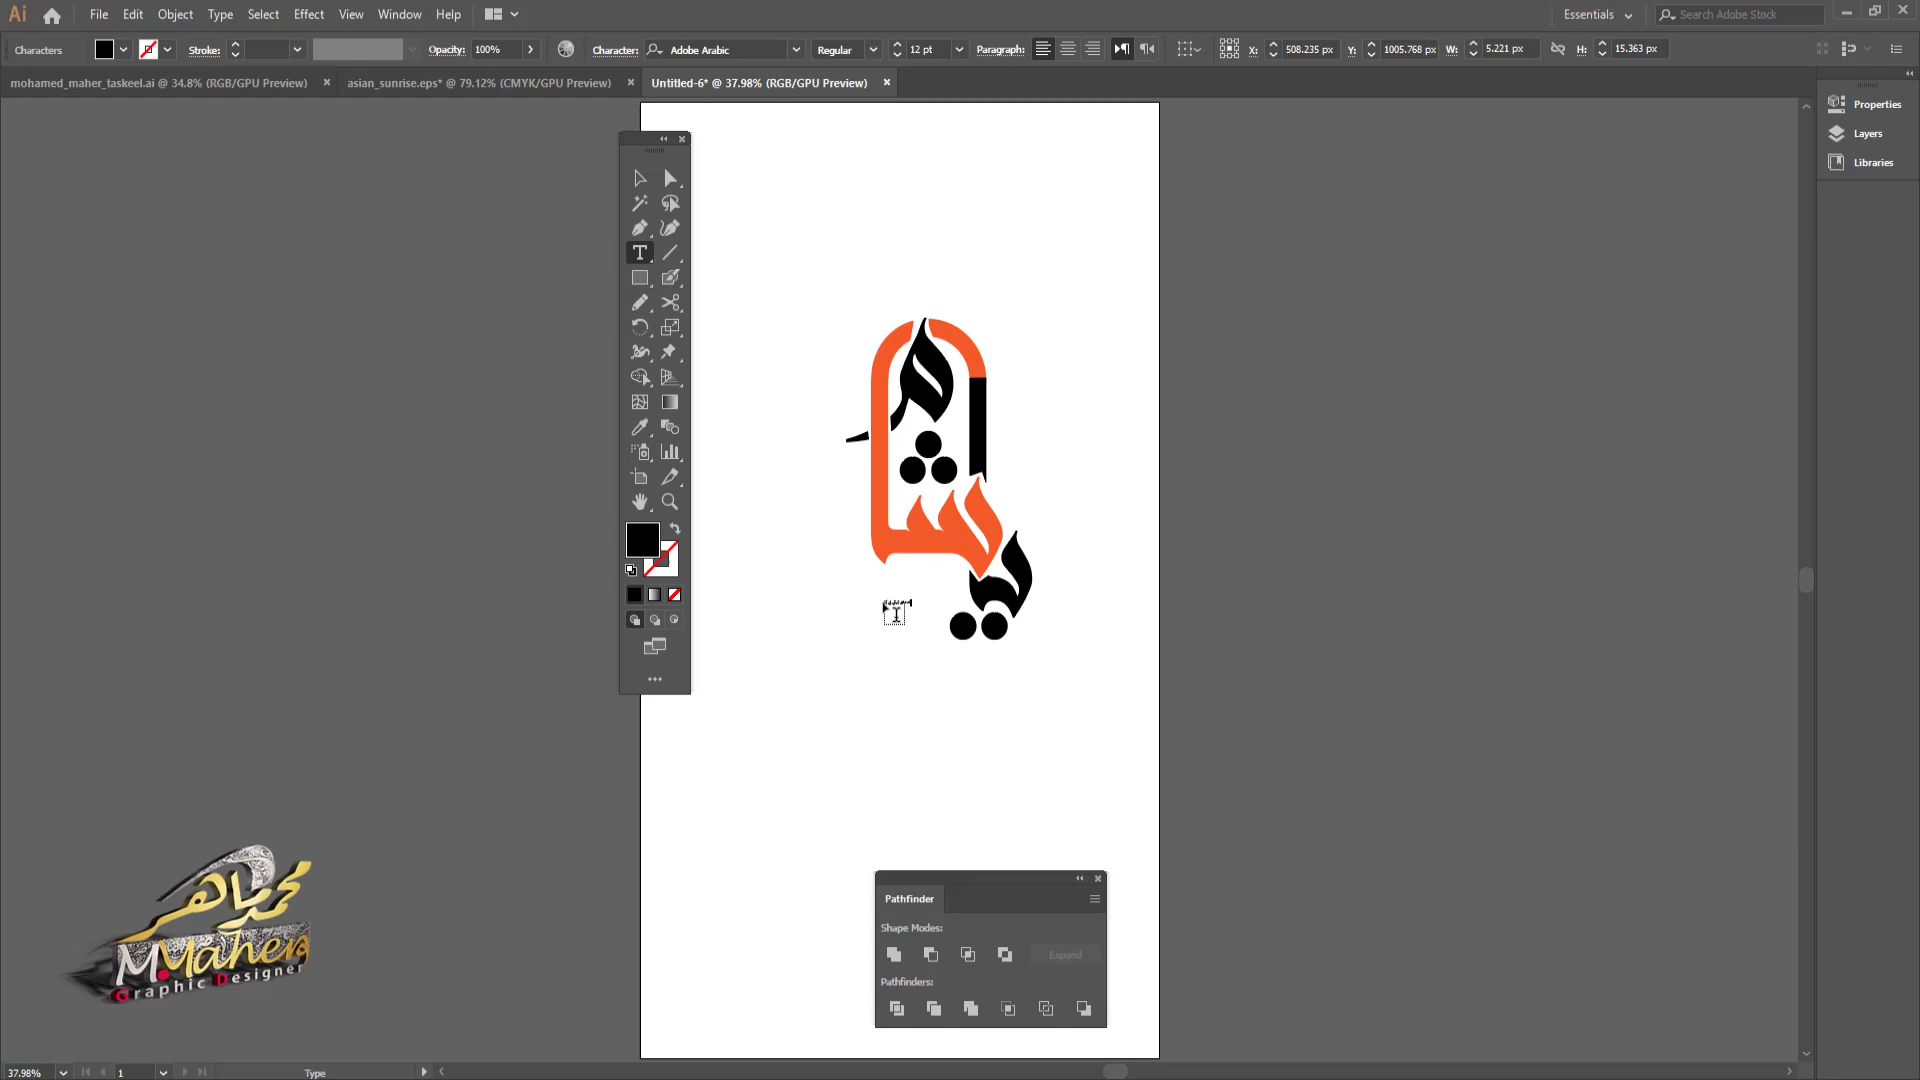 Ai File Edit Object Type Select Effect View Window Help Essentials Search Adobe Stock
Characters Stroke: Opacity: 100% Character: Adobe Arabic Regular 12 pt Paragraph: X: 508.235 px Y: 1005.768 px W: 5.221 px H: 15.363 px
mohamed_maher_taskeel.ai @ 34.8% (RGB/GPU Preview) asian_sunrise.eps* @ 79.12% (CMYK/GPU Preview) Untitled-6* @ 37.98% (RGB/GPU Preview)
Properties
Layers
Libraries
محمد ماهر
M.Maher
Graphic Designer
Pathfinder
Shape Modes:
Expand
Pathfinders:
37.98% 1 Type